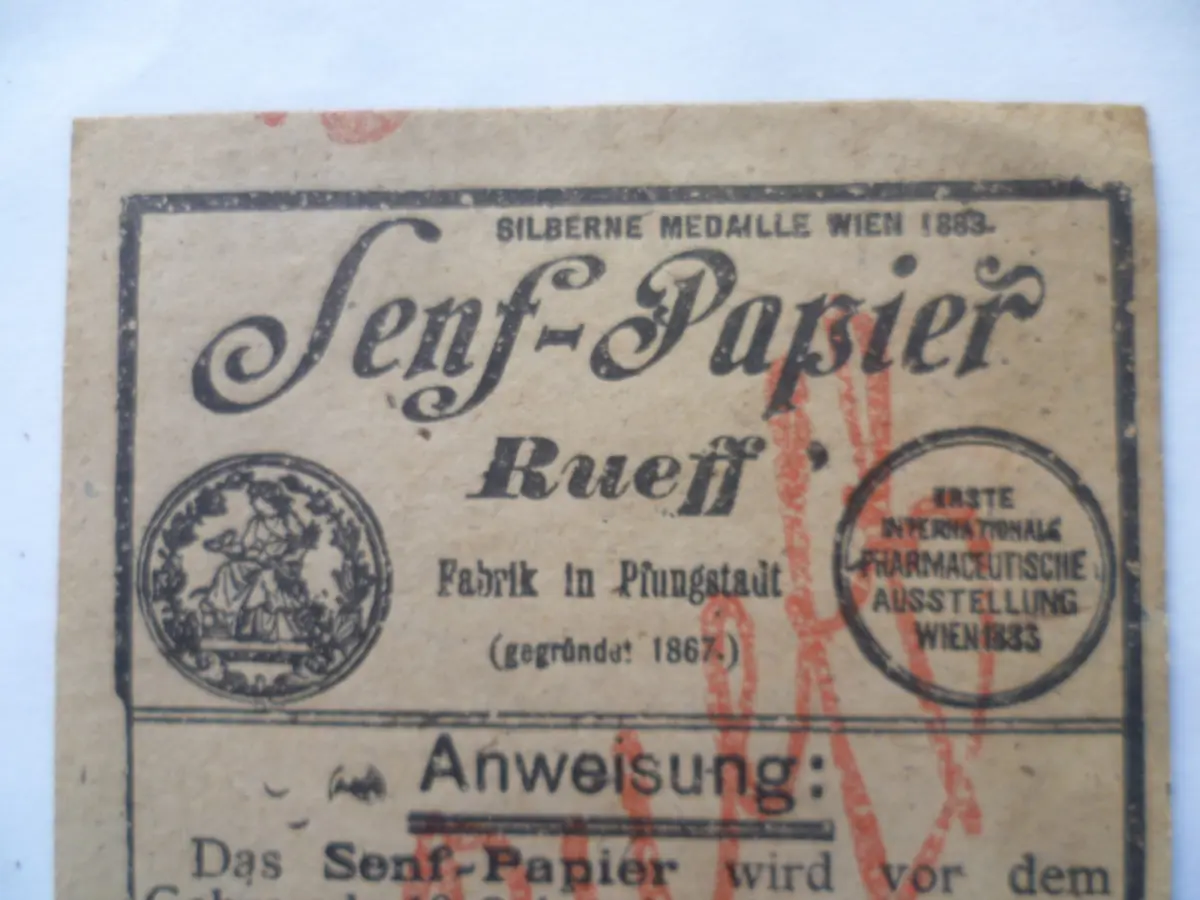 SILBERNE MEDAILLE WIEN 1883.
Senf-Papier
Rueff
Fabrik in Pfungstadt
(gegründet 1867.)
ERSTE
INTERNATIONALE
PHARMACEUTISCHE
AUSSTELLUNG
WIEN 1883
Anweisung:
Das Senf-Papier wird vor dem